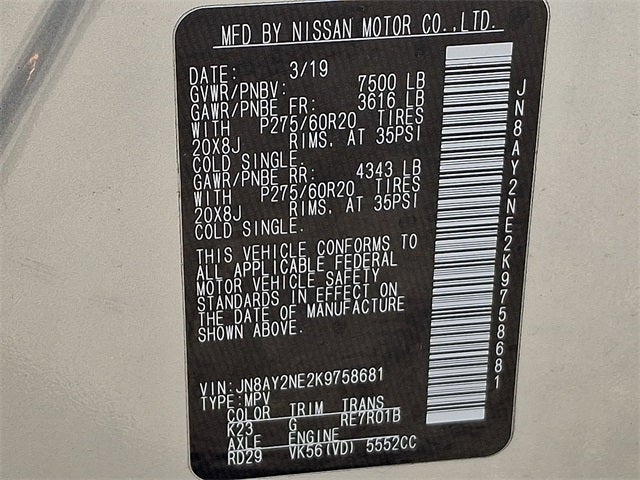 MFD BY NISSAN MOTOR CO.,LTD.
DATE: 3/19
GVWR/PNBV: 7500 LB
GAWR/PNBE FR: 3616 LB
WITH P275/60R20 TIRES
20X8J RIMS, AT 35PSI
COLD SINGLE.
GAWR/PNBE RR: 4343 LB
WITH P275/60R20 TIRES
20X8J RIMS, AT 35PSI
COLD SINGLE.
THIS VEHICLE CONFORMS TO
ALL APPLICABLE FEDERAL
MOTOR VEHICLE SAFETY
STANDARDS IN EFFECT ON
THE DATE OF MANUFACTURE
SHOWN ABOVE.
VIN: JN8AY2NE2K9758681
TYPE: MPV
COLOR TRIM TRANS
K23 G RE7R01B
AXLE ENGINE
RD29 VK56(VD) 5552CC
JN8AY2NE2K9758681